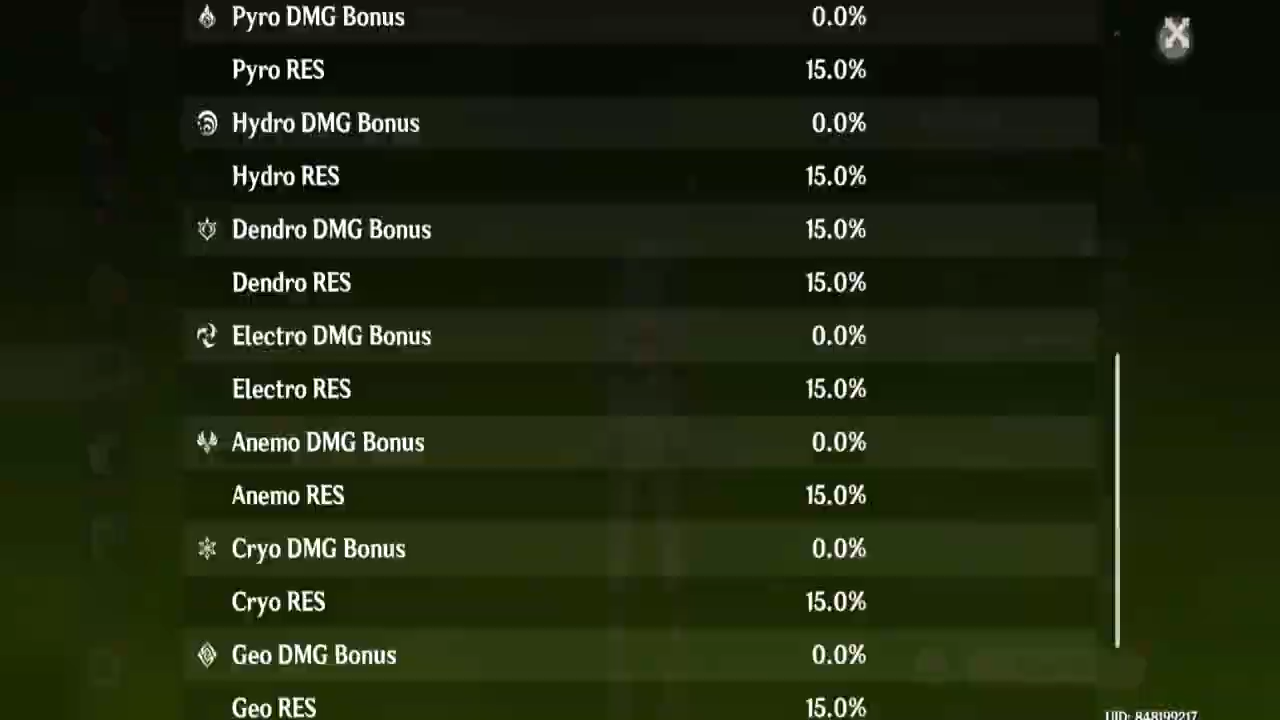 Pyro DMG Bonus 0.0%
Pyro RES 15.0%
Hydro DMG Bonus 0.0%
Hydro RES 15.0%
Dendro DMG Bonus 15.0%
Dendro RES 15.0%
Electro DMG Bonus 0.0%
Electro RES 15.0%
Anemo DMG Bonus 0.0%
Anemo RES 15.0%
Cryo DMG Bonus 0.0%
Cryo RES 15.0%
Geo DMG Bonus 0.0%
Geo RES 15.0%
UID: 848199217